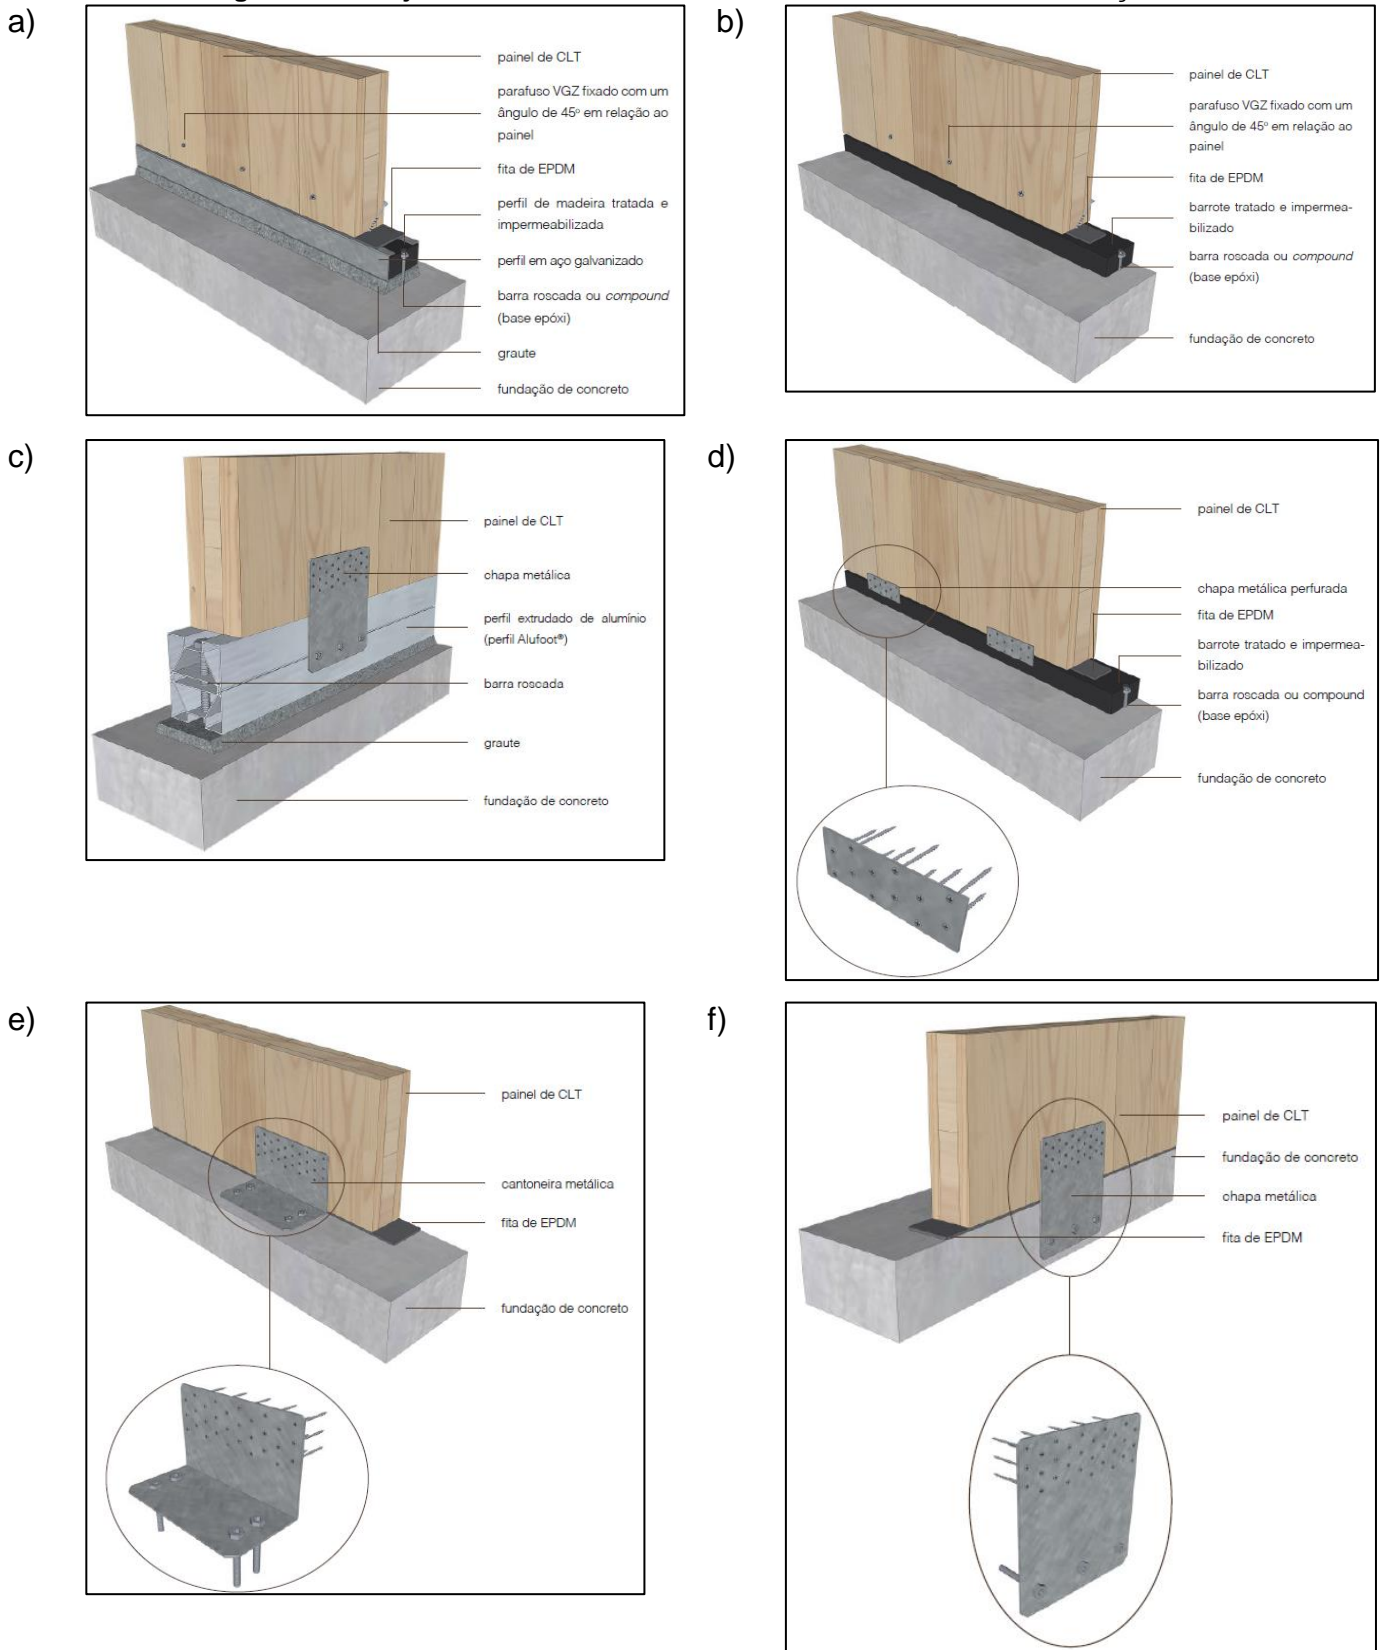 a)
painel de CLT
parafuso VGZ fixado com um
ângulo de 45º em relação ao
painel
fita de EPDM
perfil de madeira tratada e
impermeabilizada
perfil em aço galvanizado
barra roscada ou compound
(base epóxi)
graute
fundação de concreto
b)
painel de CLT
parafuso VGZ fixado com um
ângulo de 45º em relação ao
painel
fita de EPDM
barrote tratado e impermea-
bilizado
barra roscada ou compound
(base epóxi)
fundação de concreto
c)
painel de CLT
chapa metálica
perfil extrudado de alumínio
(perfil Alufoot®)
barra roscada
graute
fundação de concreto
d)
painel de CLT
chapa metálica perfurada
fita de EPDM
barrote tratado e impermea-
bilizado
barra roscada ou compound
(base epóxi)
fundação de concreto
e)
painel de CLT
cantoneira metálica
fita de EPDM
fundação de concreto
f)
painel de CLT
fundação de concreto
chapa metálica
fita de EPDM